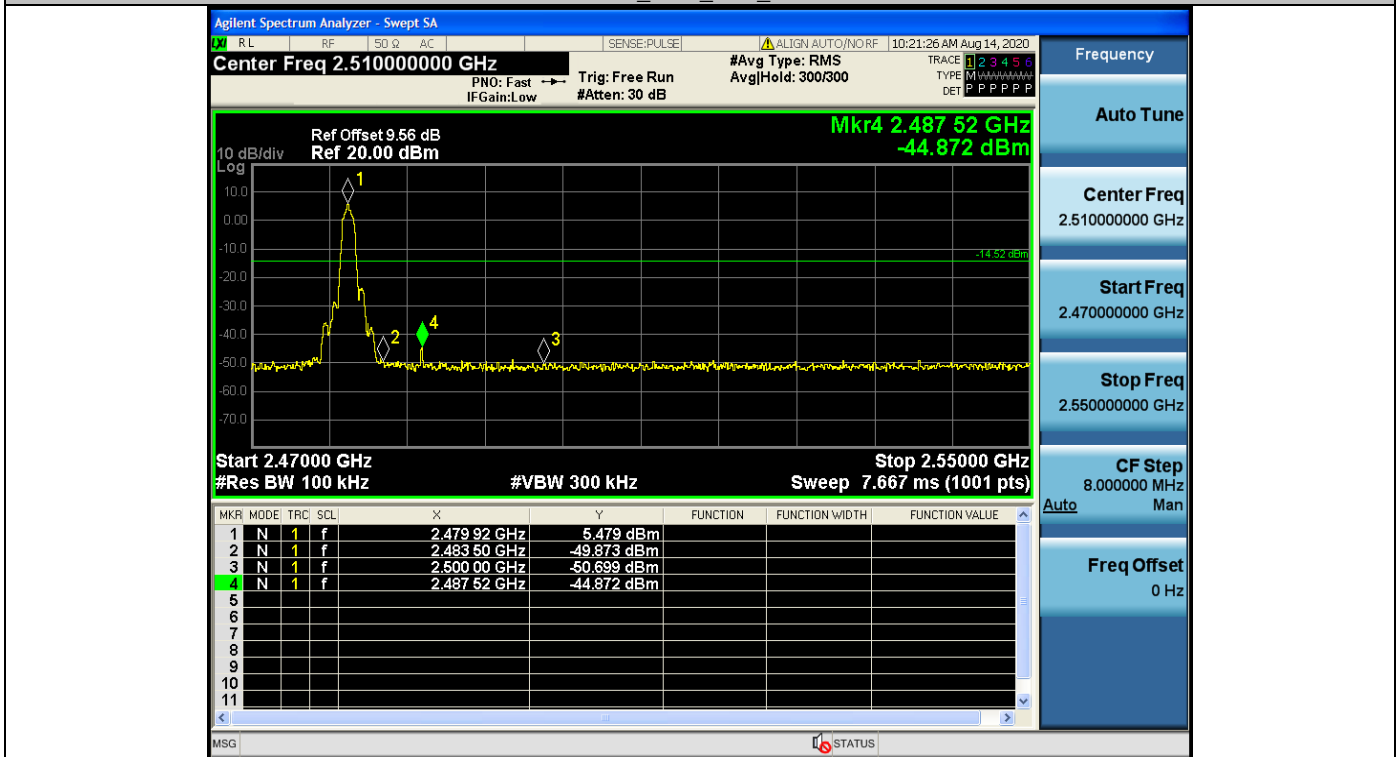 Agilent Spectrum Analyzer - Swept SA
LXI RL RF 50 Ω AC SENSE:PULSE ALIGN AUTO/NO RF 10:21:26 AM Aug 14, 2020
Center Freq 2.510000000 GHz
PNO: Fast
IFGain:Low
Trig: Free Run
#Atten: 30 dB
#Avg Type: RMS
Avg|Hold: 300/300
TRACE 1 2 3 4 5 6
TYPE M WWWWW
DET P P P P P P
Mkr4 2.487 52 GHz
-44.872 dBm
Ref Offset 9.56 dB
10 dB/div Ref 20.00 dBm
Log
10.0
0.00
-10.0
-20.0
-30.0
-40.0
-50.0
-60.0
-70.0
-14.52 dBm
1
2
4
3
Start 2.47000 GHz Stop 2.55000 GHz
#Res BW 100 kHz #VBW 300 kHz Sweep 7.667 ms (1001 pts)
MKR MODE TRC SCL X Y FUNCTION FUNCTION WIDTH FUNCTION VALUE
1 N 1 f 2.479 92 GHz 5.479 dBm
2 N 1 f 2.483 50 GHz -49.873 dBm
3 N 1 f 2.500 00 GHz -50.699 dBm
4 N 1 f 2.487 52 GHz -44.872 dBm
5
6
7
8
9
10
11
MSG STATUS
Frequency
Auto Tune
Center Freq
2.510000000 GHz
Start Freq
2.470000000 GHz
Stop Freq
2.550000000 GHz
CF Step
8.000000 MHz
Auto Man
Freq Offset
0 Hz